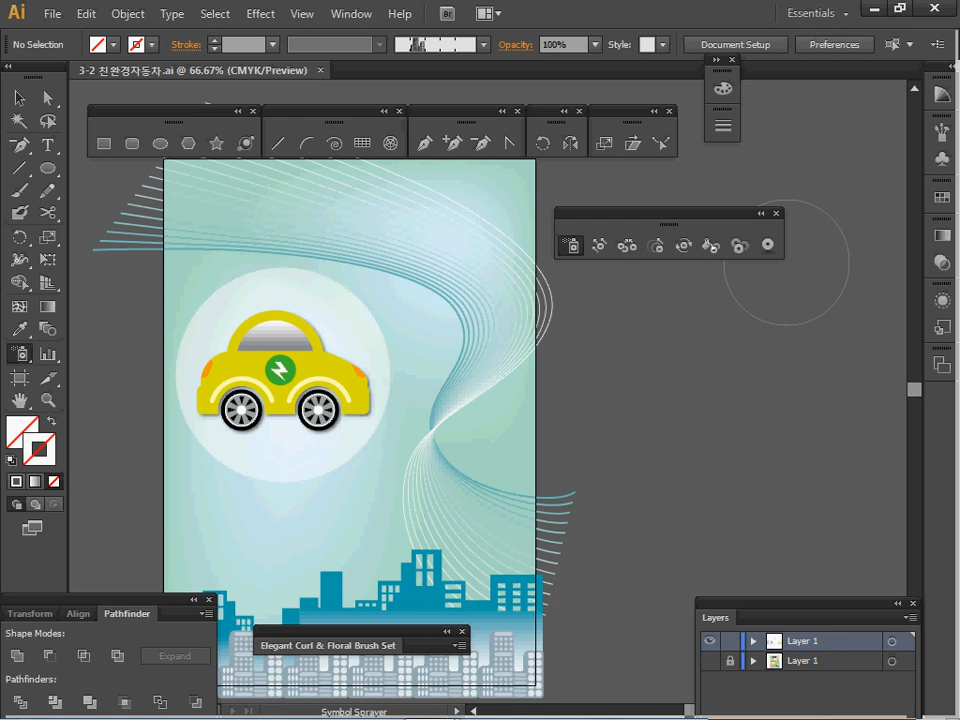 Ai File Edit Object Type Select Effect View Window Help Br Essentials
No Selection Stroke: Opacity: 100% Style: Document Setup Preferences
3-2 친환경자동차.ai @ 66.67% (CMYK/Preview) ×
Transform Align Pathfinder
Shape Modes:
Expand
Pathfinders:
Elegant Curl & Floral Brush Set
Layers
Layer 1
Layer 1
Symbol Sprayer